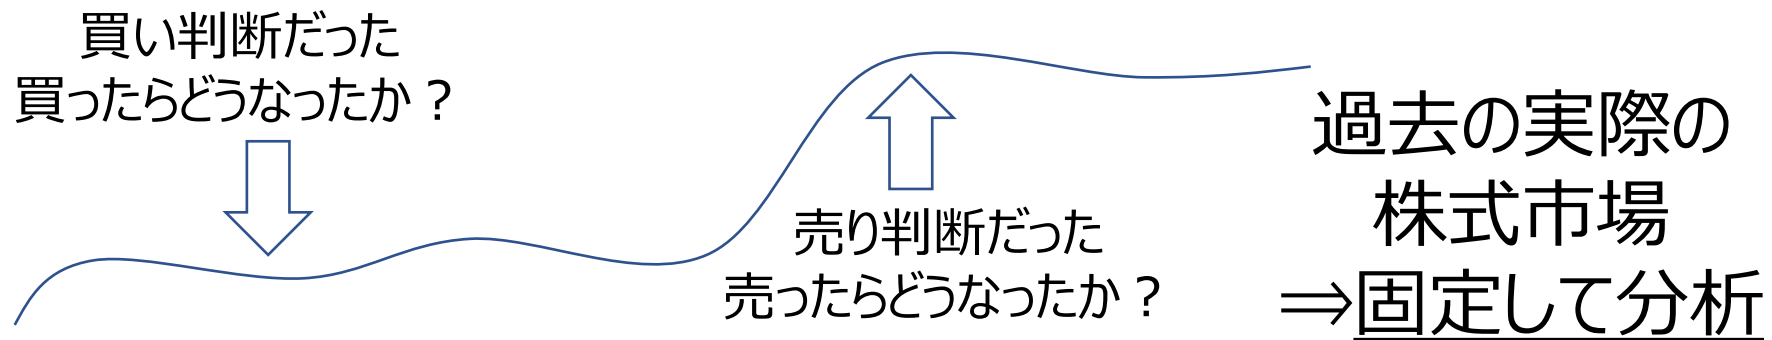 買い判断だった
買ったらどうなったか？
売り判断だった
売ったらどうなったか？
過去の実際の
株式市場
⇒固定して分析